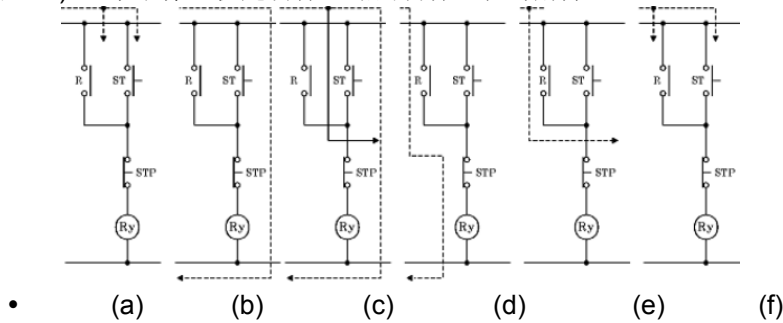 R ST R ST R ST R ST R ST R ST
STP STP STP STP STP STP
Ry Ry Ry Ry Ry Ry
• (a) (b) (c) (d) (e) (f)